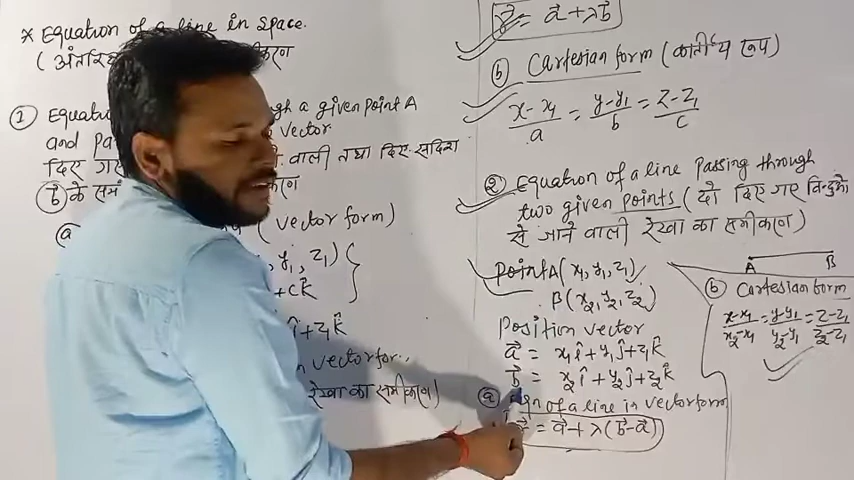 * Equation of a line in space.
(अंतरिक्ष
① Equation gh a given point A
and pa vector
दिए गए वाली तथा दिए सदिश
b⃗ के समां करण
(a (vector form)
, y₁, z₁)
+ ck̂
î + z₁k̂
n vector for..
रेखा का समीकरण)
r⃗ = a⃗ + λb⃗
(b) Cartesian form (कार्तीय रूप)
x-x₁/a = y-y₁/b = z-z₁/c
② Equation of a line passing through
two given points (दो दिए गए बिन्दुओ
से जाने वाली रेखा का समीकरण)
A B
Point A(x₁, y₁, z₁)
B(x₂, y₂, z₂)
Position vector
a⃗ = x₁î + y₁ĵ + z₁k̂
b⃗ = x₂î + y₂ĵ + z₂k̂
(a) eqn of a line in vector form
r⃗ = a⃗ + λ(b⃗ - a⃗)
(b) Cartesian form
x-x₁/x₂-x₁ = y-y₁/y₂-y₁ = z-z₁/z₂-z₁